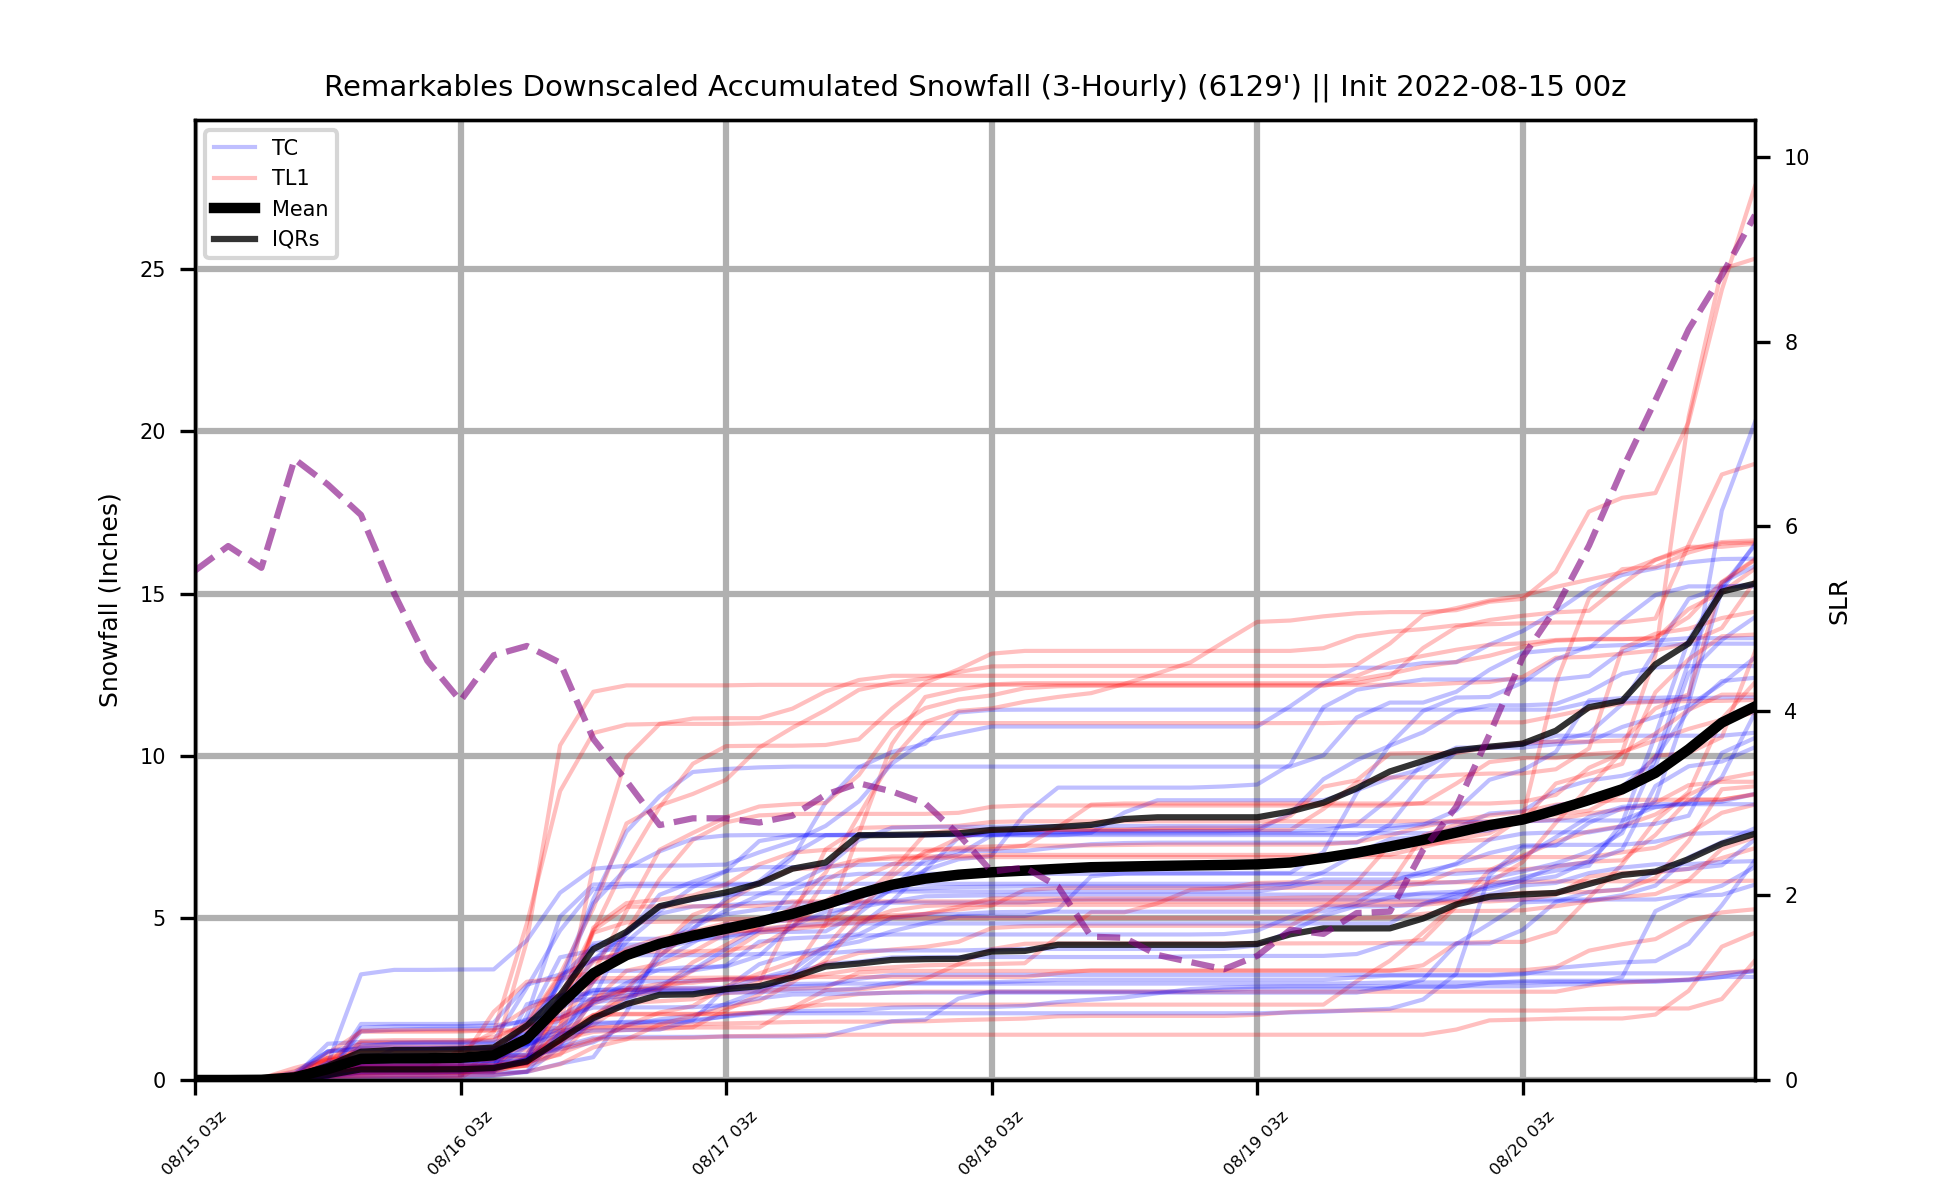 Remarkables Downscaled Accumulated Snowfall (3-Hourly) (6129') || Init 2022-08-15 00z
TC
TL1
Mean
IQRs
Snowfall (Inches)
25
20
15
10
5
0
SLR
10
8
6
4
2
0
08/15 03z
08/16 03z
08/17 03z
08/18 03z
08/19 03z
08/20 03z